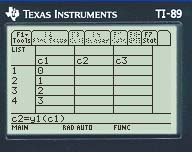 TEXAS INSTRUMENTS TI-89
F1 F7
Tools Stat
LIST
c1 c2 c3
1 0
2 1
3 2
4 3
c2=y1(c1)
MAIN RAD AUTO FUNC